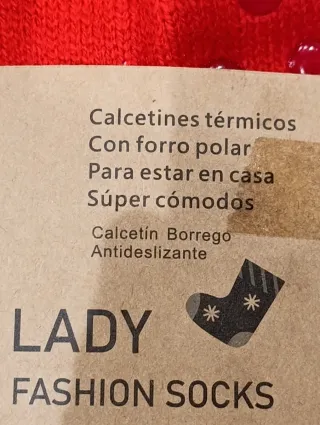 Calcetines térmicos
Con forro polar
Para estar en casa
Súper cómodos
Calcetín Borrego
Antideslizante
LADY
FASHION SOCKS